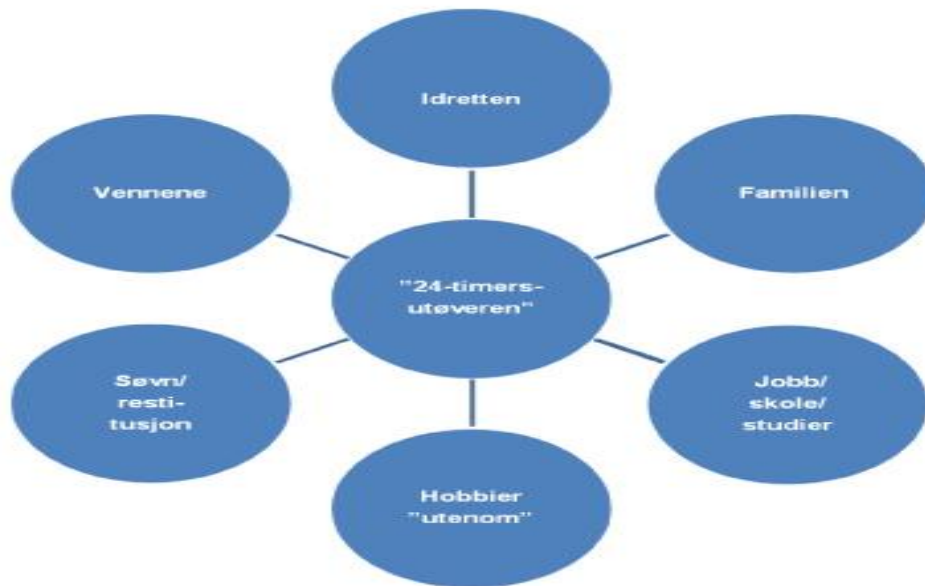 Idretten
Vennene
Familien
"24-timers-
utøveren"
Søvn/
resti-
tusjon
Jobb/
skole/
studier
Hobbier
"utenom"